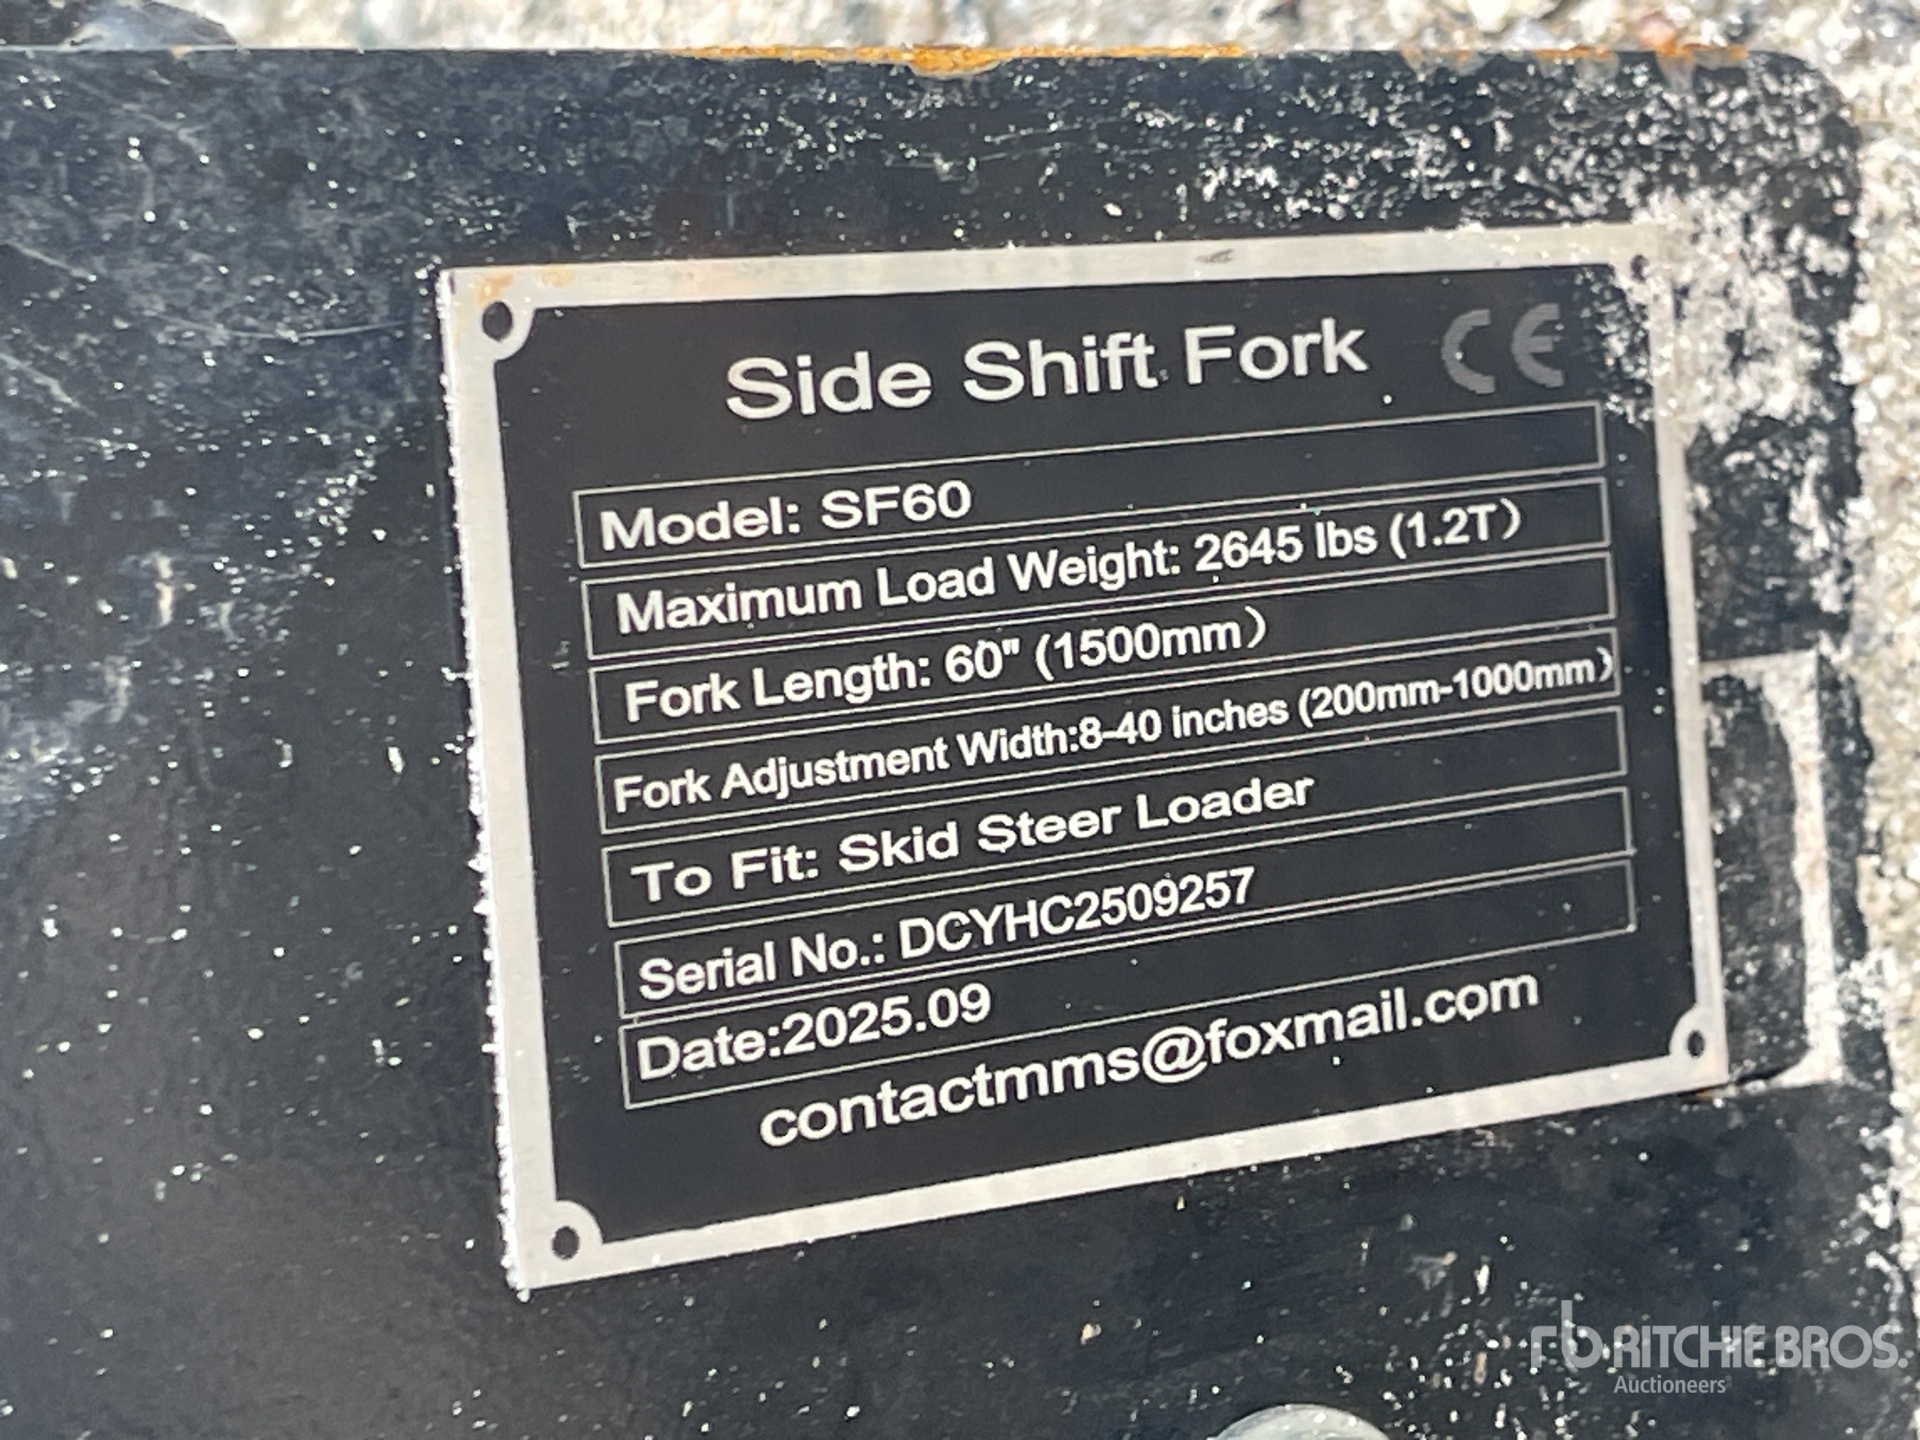 Side Shift Fork CE
Model: SF60
Maximum Load Weight: 2645 lbs (1.2T)
Fork Length: 60" (1500mm)
Fork Adjustment Width:8-40 inches (200mm-1000mm)
To Fit: Skid Steer Loader
Serial No.: DCYHC2509257
Date:2025.09
contactmms@foxmail.com
rb RITCHIE BROS.
Auctioneers